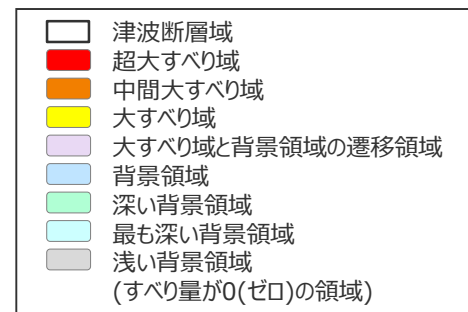 津波断層域
超大すべり域
中間大すべり域
大すべり域
大すべり域と背景領域の遷移領域
背景領域
深い背景領域
最も深い背景領域
浅い背景領域
(すべり量が0(ゼロ)の領域)